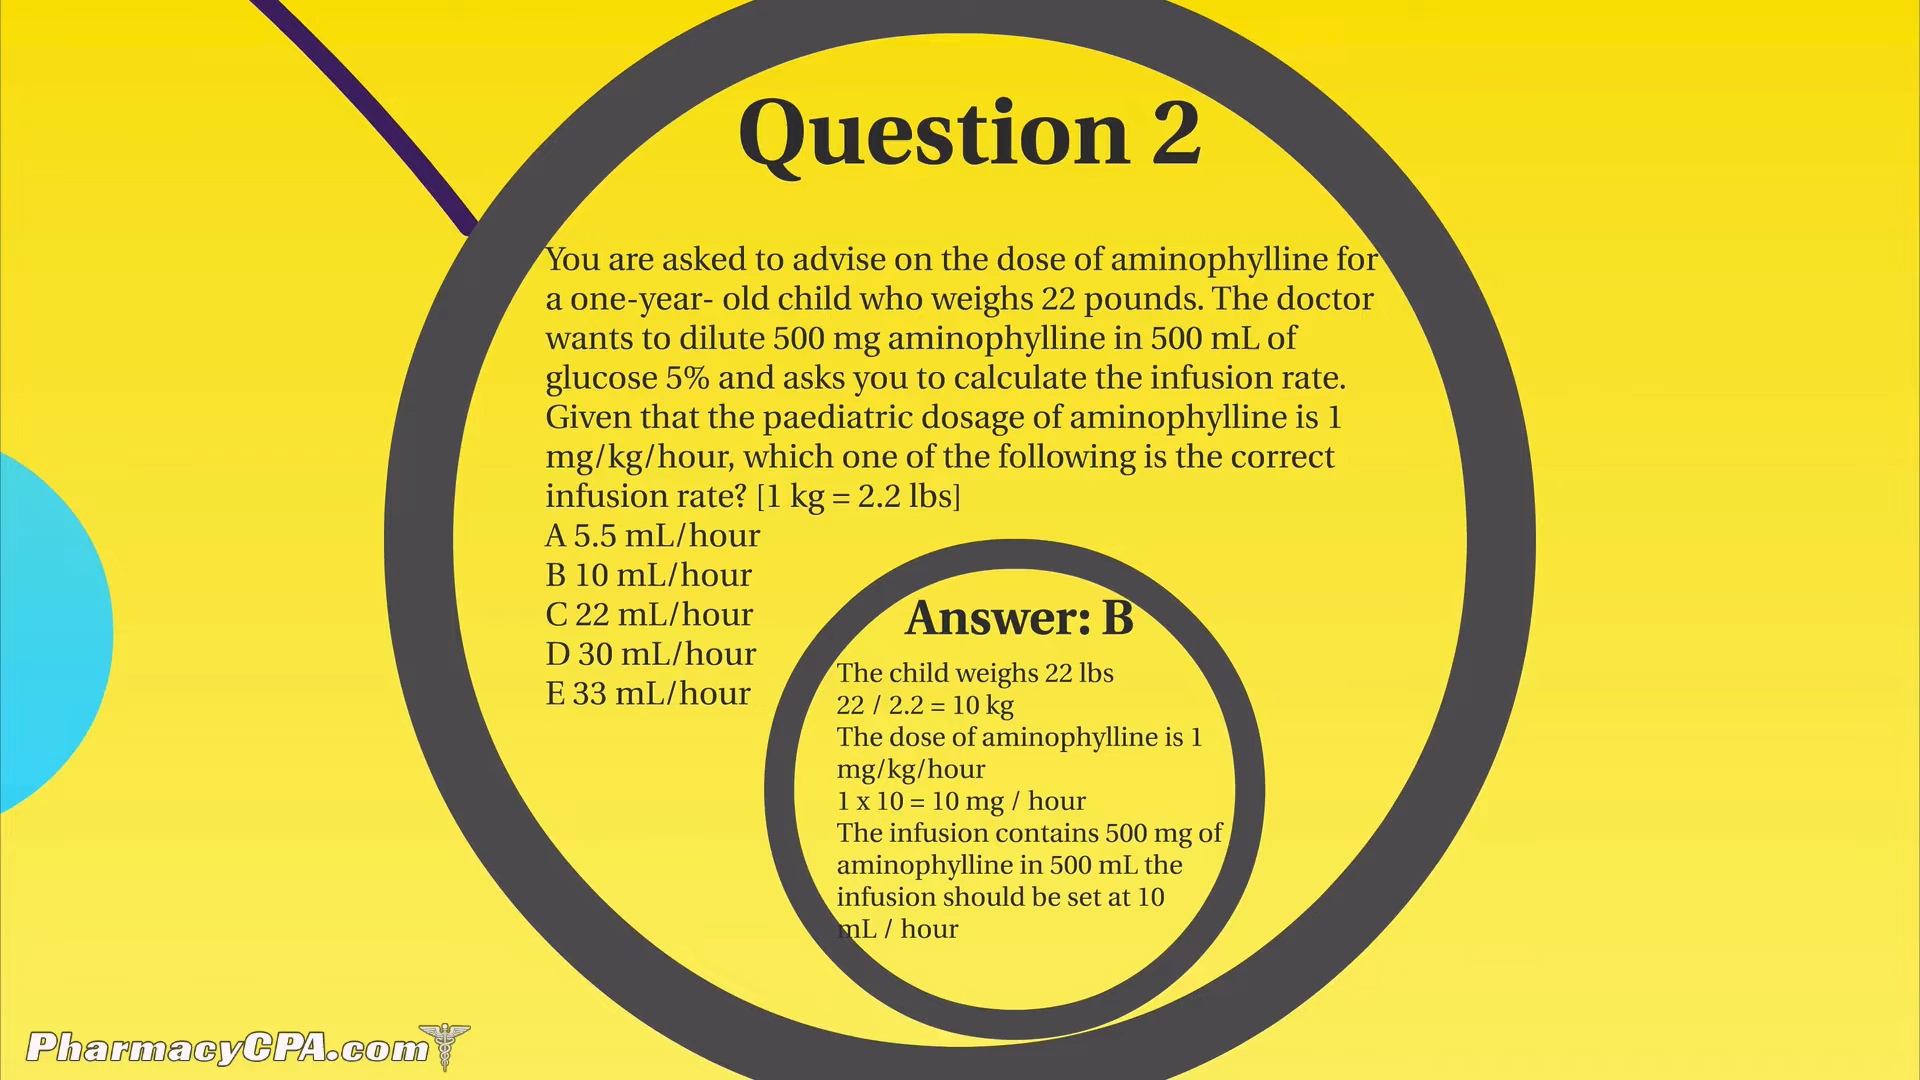 Question 2
You are asked to advise on the dose of aminophylline for
a one-year- old child who weighs 22 pounds. The doctor
wants to dilute 500 mg aminophylline in 500 mL of
glucose 5% and asks you to calculate the infusion rate.
Given that the paediatric dosage of aminophylline is 1
mg/kg/hour, which one of the following is the correct
infusion rate? [1 kg = 2.2 lbs]
A 5.5 mL/hour
B 10 mL/hour
C 22 mL/hour
D 30 mL/hour
E 33 mL/hour
Answer: B
The child weighs 22 lbs
22 / 2.2 = 10 kg
The dose of aminophylline is 1
mg/kg/hour
1 x 10 = 10 mg / hour
The infusion contains 500 mg of
aminophylline in 500 mL the
infusion should be set at 10
mL / hour
PharmacyCPA.com